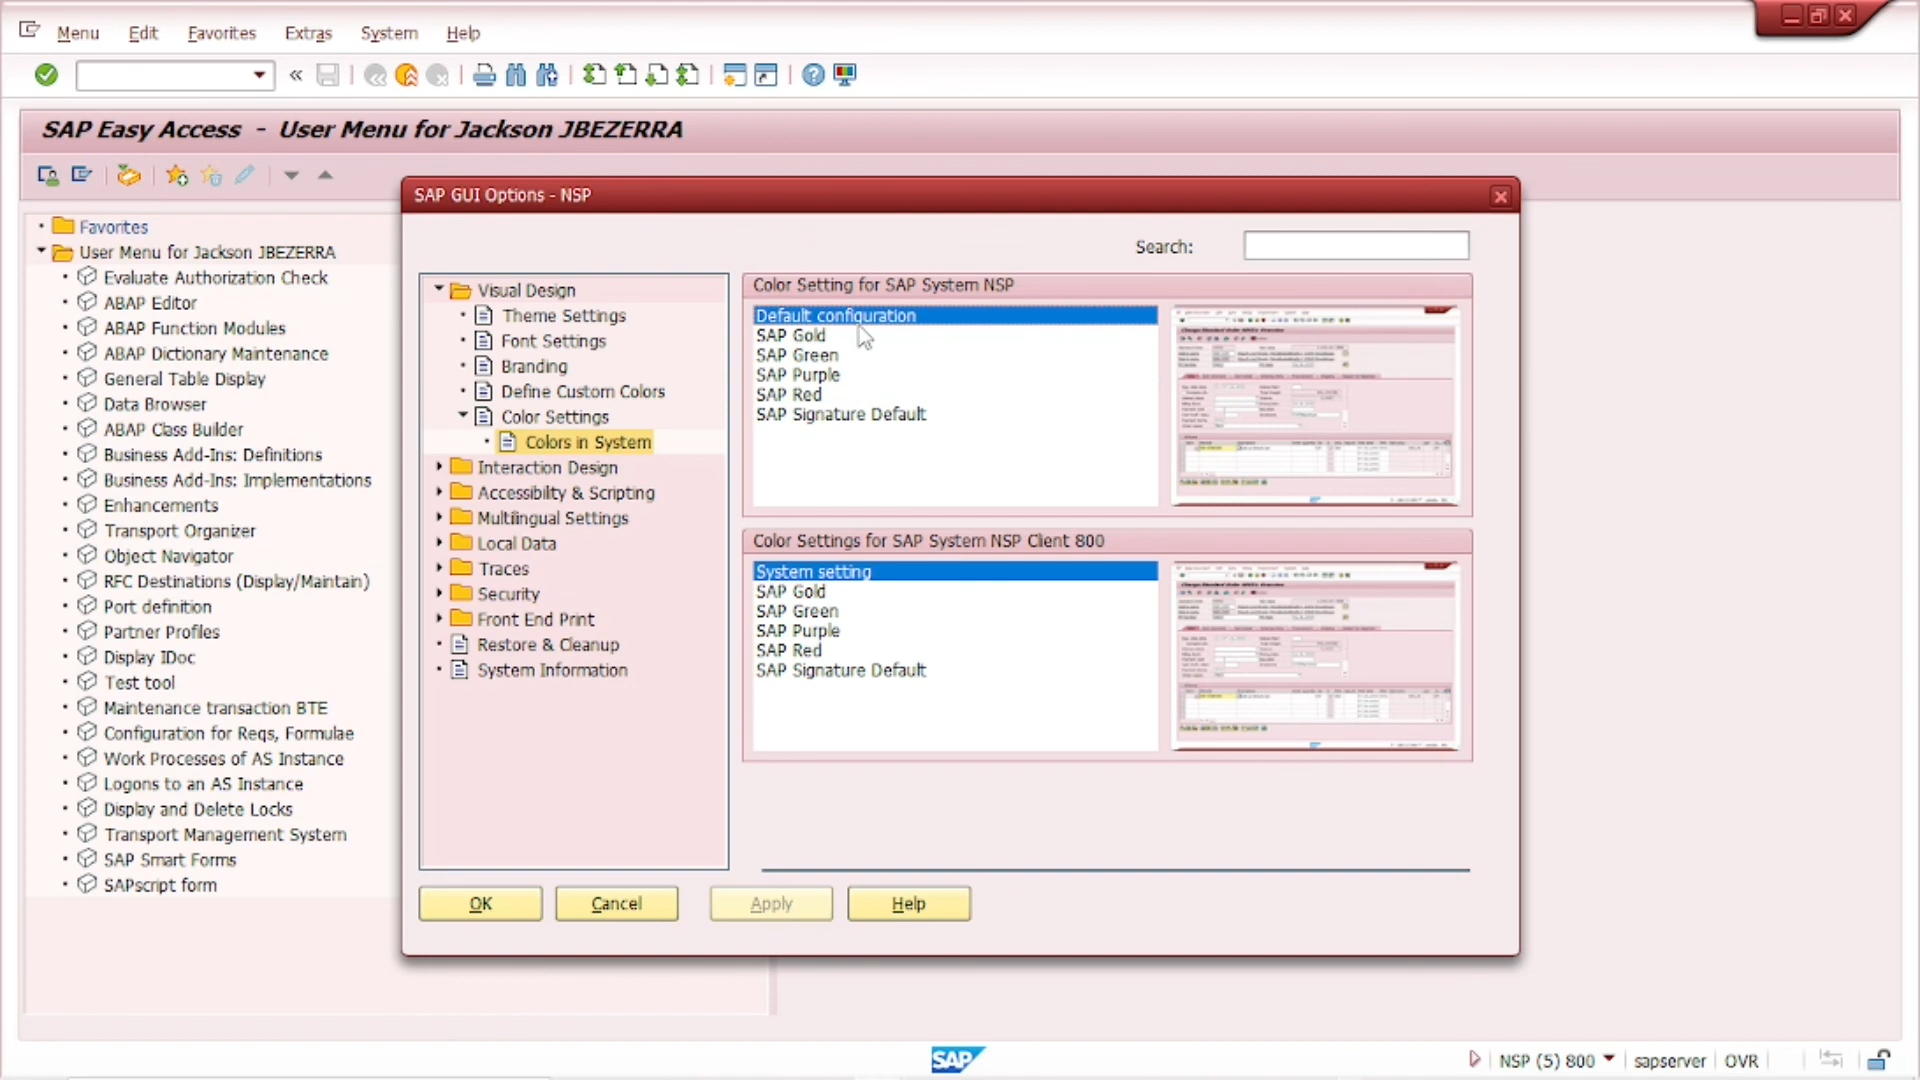 Menu Edit Favorites Extras System Help
SAP Easy Access - User Menu for Jackson JBEZERRA
Favorites
User Menu for Jackson JBEZERRA
Evaluate Authorization Check
ABAP Editor
ABAP Function Modules
ABAP Dictionary Maintenance
General Table Display
Data Browser
ABAP Class Builder
Business Add-Ins: Definitions
Business Add-Ins: Implementations
Enhancements
Transport Organizer
Object Navigator
RFC Destinations (Display/Maintain)
Port definition
Partner Profiles
Display IDoc
Test tool
Maintenance transaction BTE
Configuration for Reqs, Formulae
Work Processes of AS Instance
Logons to an AS Instance
Display and Delete Locks
Transport Management System
SAP Smart Forms
SAPscript form
SAP GUI Options - NSP
Search:
Visual Design
Theme Settings
Font Settings
Branding
Define Custom Colors
Color Settings
Colors in System
Interaction Design
Accessibility & Scripting
Multilingual Settings
Local Data
Traces
Security
Front End Print
Restore & Cleanup
System Information
Color Setting for SAP System NSP
Default configuration
SAP Gold
SAP Green
SAP Purple
SAP Red
SAP Signature Default
Color Settings for SAP System NSP Client 800
System setting
SAP Gold
SAP Green
SAP Purple
SAP Red
SAP Signature Default
OK Cancel Apply Help
SAP
NSP (5) 800 sapserver OVR